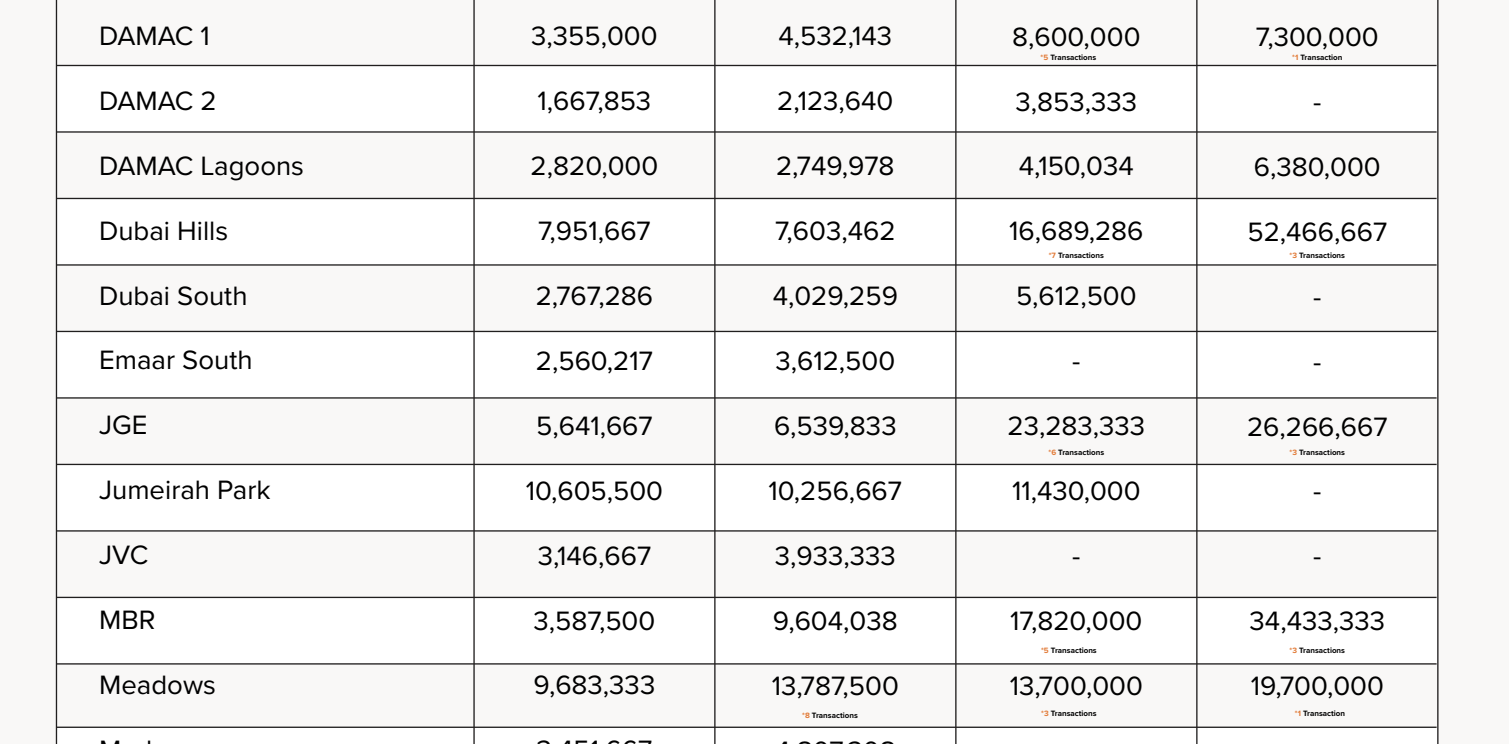 DAMAC 1 3,355,000 4,532,143 8,600,000 7,300,000
*5 Transactions *1 Transaction
DAMAC 2 1,667,853 2,123,640 3,853,333 -
DAMAC Lagoons 2,820,000 2,749,978 4,150,034 6,380,000
Dubai Hills 7,951,667 7,603,462 16,689,286 52,466,667
*7 Transactions *3 Transactions
Dubai South 2,767,286 4,029,259 5,612,500 -
Emaar South 2,560,217 3,612,500 - -
JGE 5,641,667 6,539,833 23,283,333 26,266,667
*6 Transactions *3 Transactions
Jumeirah Park 10,605,500 10,256,667 11,430,000 -
JVC 3,146,667 3,933,333 - -
MBR 3,587,500 9,604,038 17,820,000 34,433,333
*5 Transactions *3 Transactions
Meadows 9,683,333 13,787,500 13,700,000 19,700,000
*8 Transactions *3 Transactions *1 Transaction